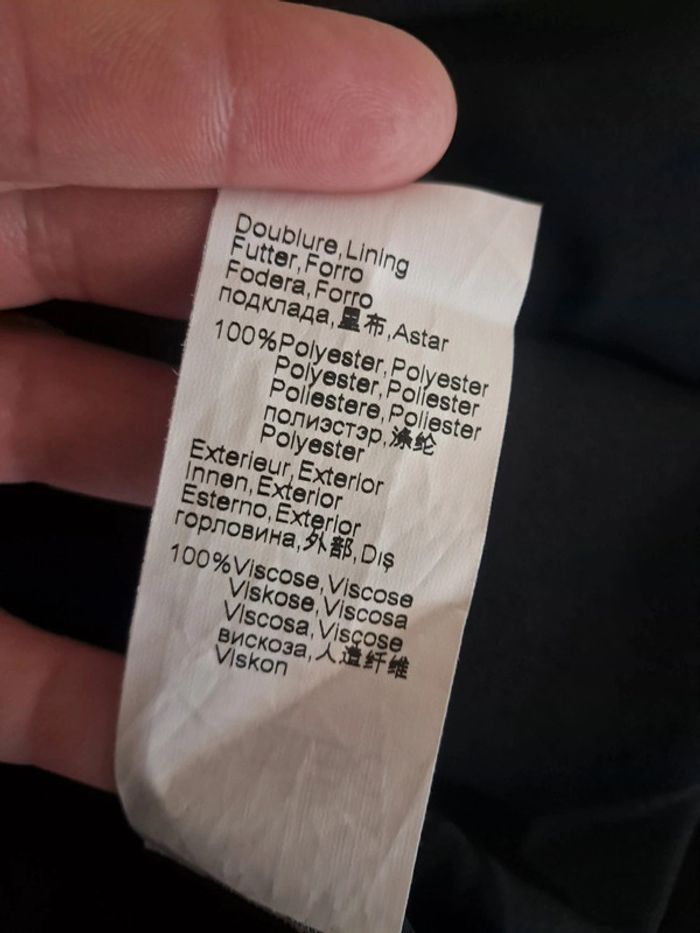 Doublure,Lining
Futter,Forro
Fodera,Forro
подклада,里布,Astar
100%Polyester,Polyester
Polyester,Poliester
Poliestere,Poliester
полиэстэр,涤纶
Polyester
Exterieur,Exterior
Innen,Exterior
Esterno,Exterior
горловина,外部,Dış
100%Viscose,Viscose
Viskose,Viscosa
Viscosa,Viscose
вискоза,人造纤维
Viskon